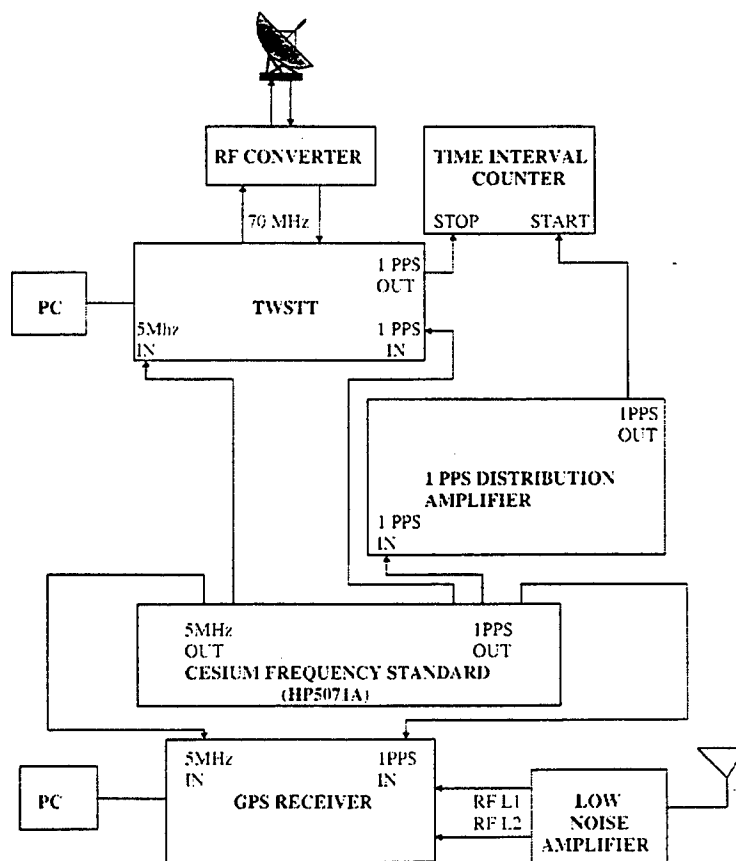 RF CONVERTER
TIME INTERVAL
COUNTER
STOP START
70 MHz
1 PPS
OUT
PC
TWSTT
5Mhz
IN
1 PPS
IN
1PPS
OUT
1 PPS DISTRIBUTION
AMPLIFIER
1 PPS
IN
5MHz
OUT
1PPS
OUT
CESIUM FREQUENCY STANDARD
(HP5071A)
5MHz
IN
1PPS
IN
PC
GPS RECEIVER
RF L1
RF L2
LOW
NOISE
AMPLIFIER